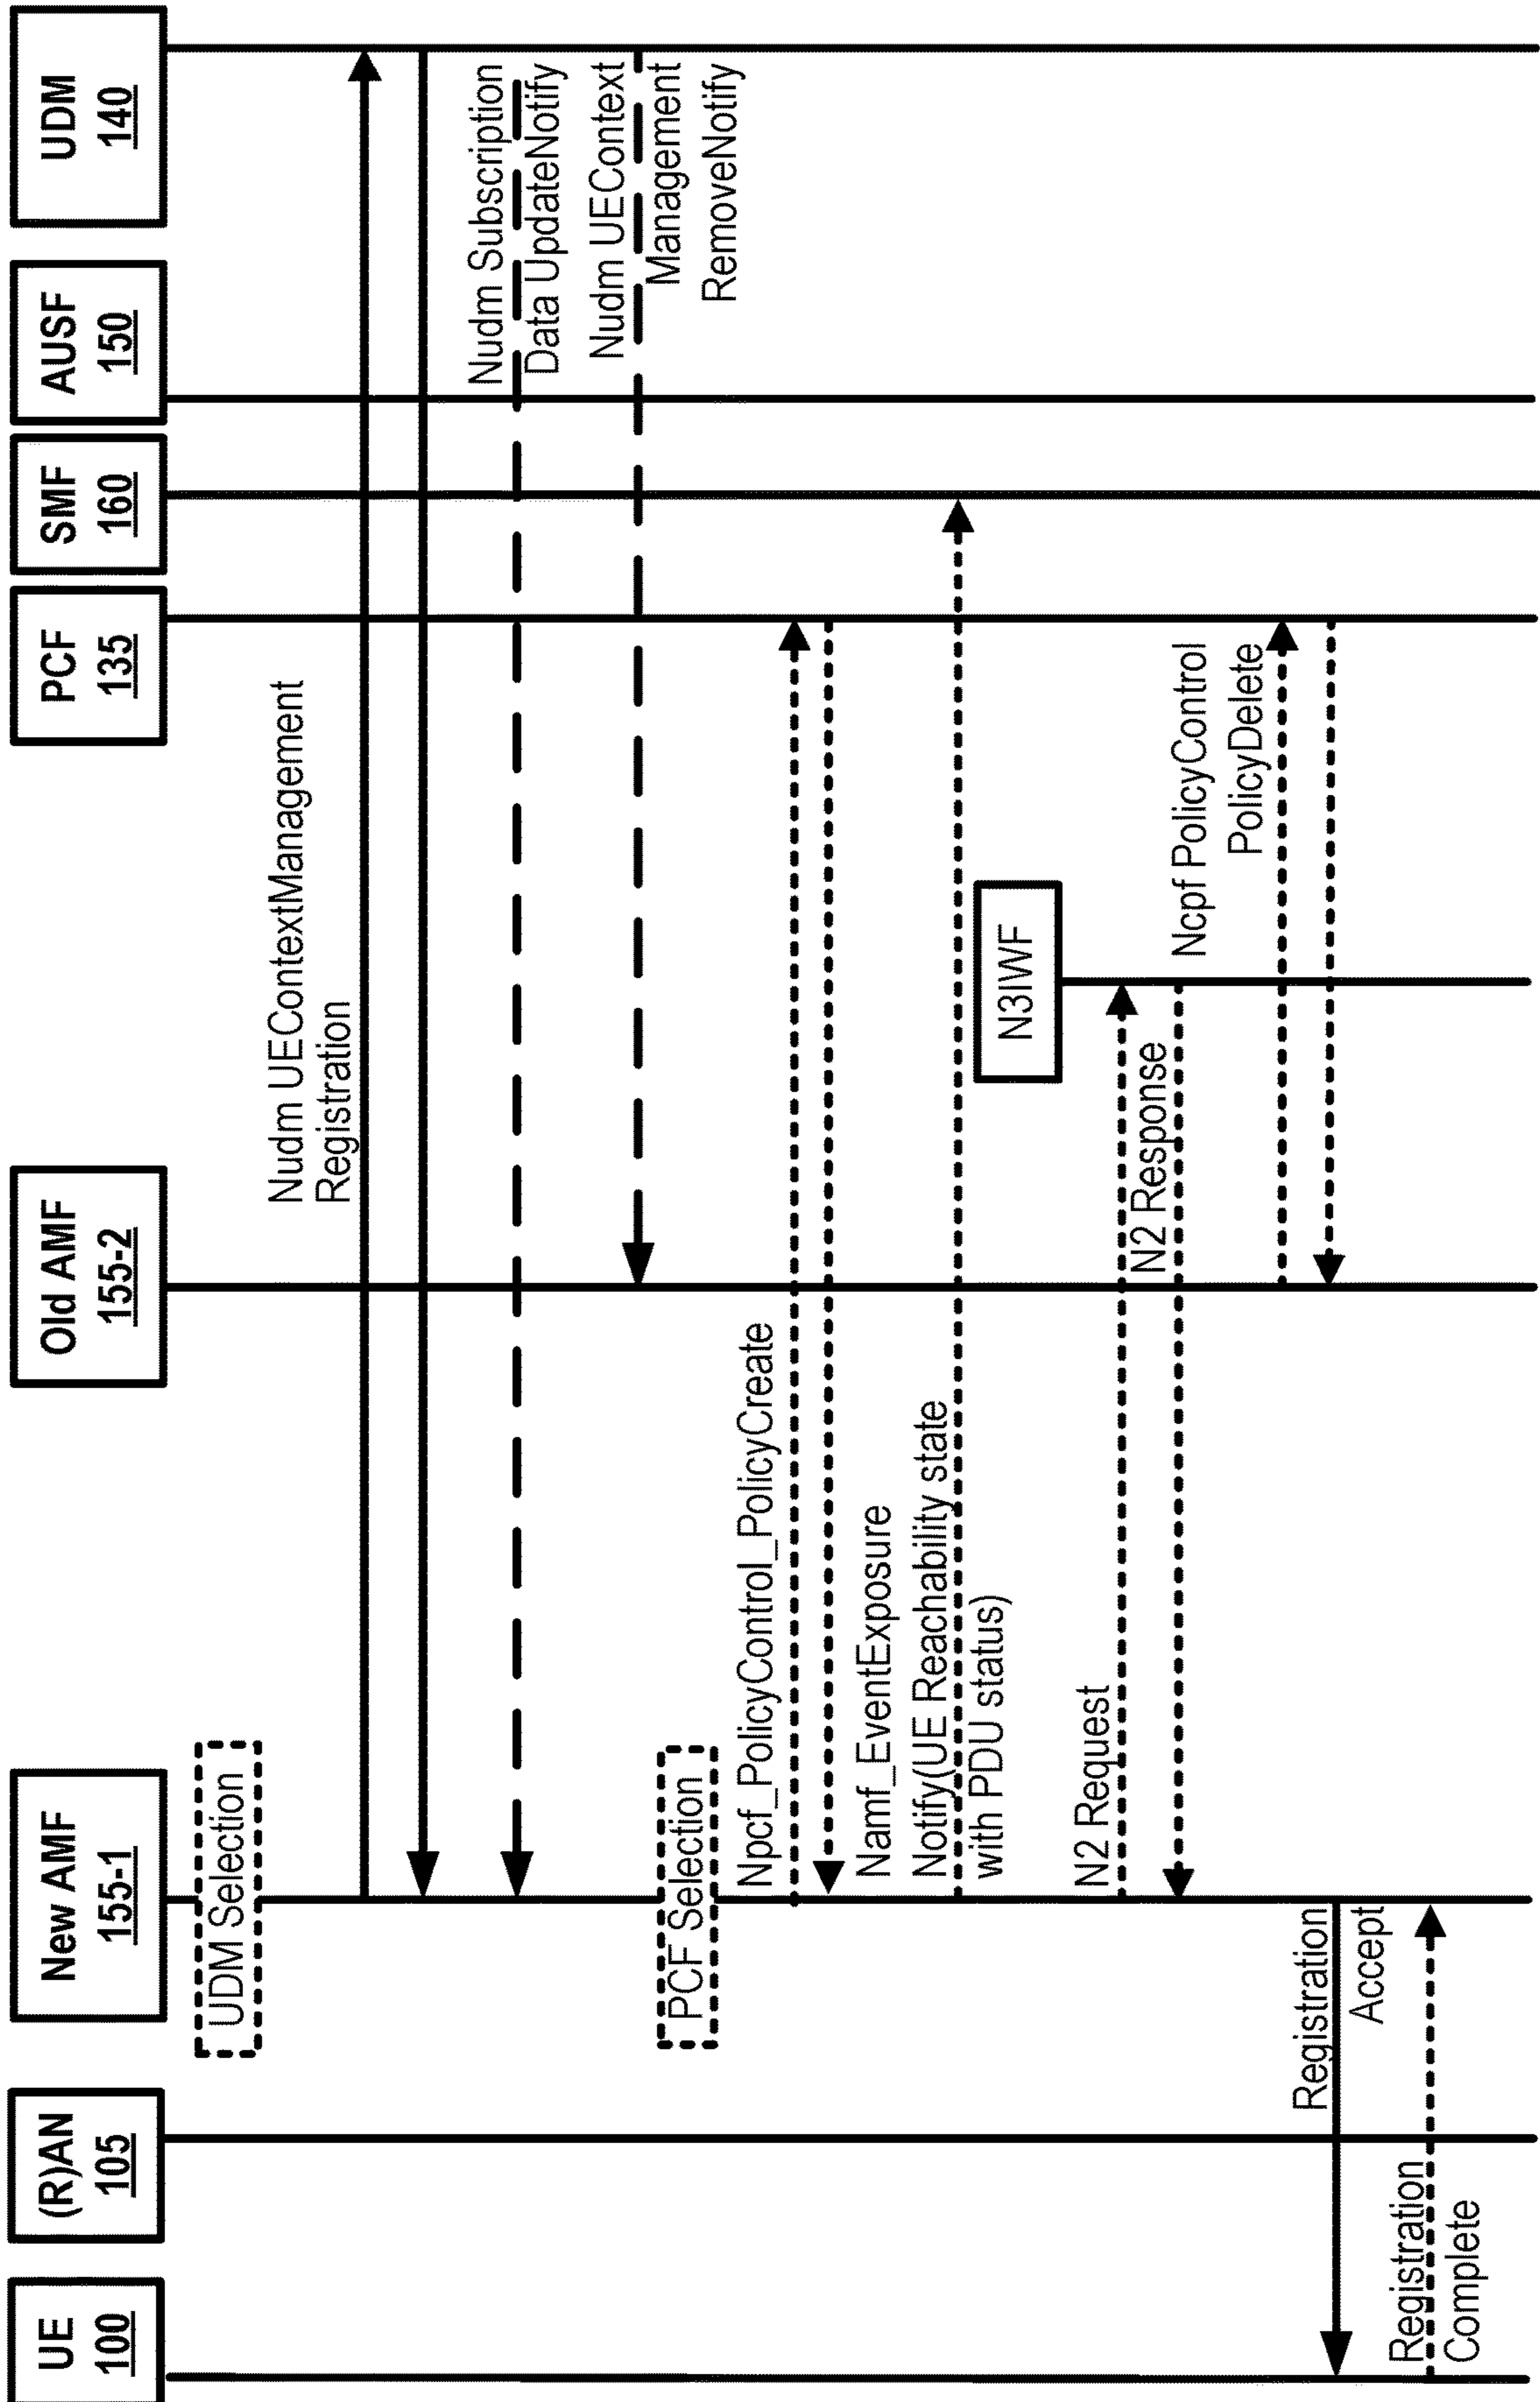 UE
100
(R)AN
105
New AMF
155-1
Old AMF
155-2
PCF
135
SMF
160
AUSF
150
UDM
140
UDM Selection
Nudm UEContextManagement
Registration
Nudm Subscription
Data UpdateNotify
Nudm UEContext
Management
RemoveNotify
PCF Selection
Npcf_PolicyControl_PolicyCreate
Namf_EventExposure
Notify(UE Reachability state
with PDU status)
N3IWF
N2 Request
N2 Response
Ncpf PolicyControl
PolicyDelete
Registration
Accept
Registration
Complete